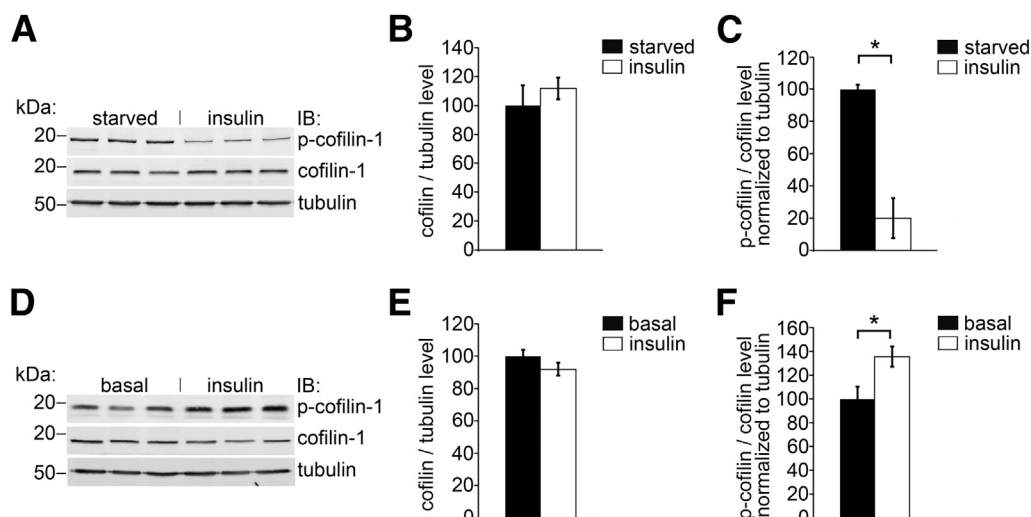 A
kDa:
starved | insulin IB:
20– p-cofilin-1
20– cofilin-1
50– tubulin
B
cofilin / tubulin level
140
120
100
80
60
40
20
0
starved
insulin
C
p-cofilin / cofilin level
normalized to tubulin
120
100
80
60
40
20
0
*
starved
insulin
D
kDa:
basal | insulin IB:
20– p-cofilin-1
20– cofilin-1
50– tubulin
E
cofilin / tubulin level
120
100
80
60
40
20
0
basal
insulin
F
p-cofilin / cofilin level
normalized to tubulin
160
140
120
100
80
60
40
20
0
*
basal
insulin